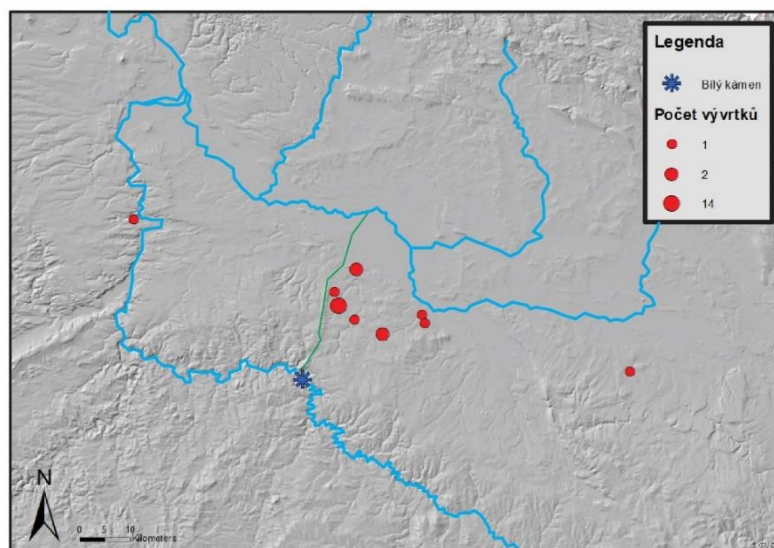 Legenda
Bílý kámen
Počet vývrtků
1
2
14
N
0 5 10
Kilometers